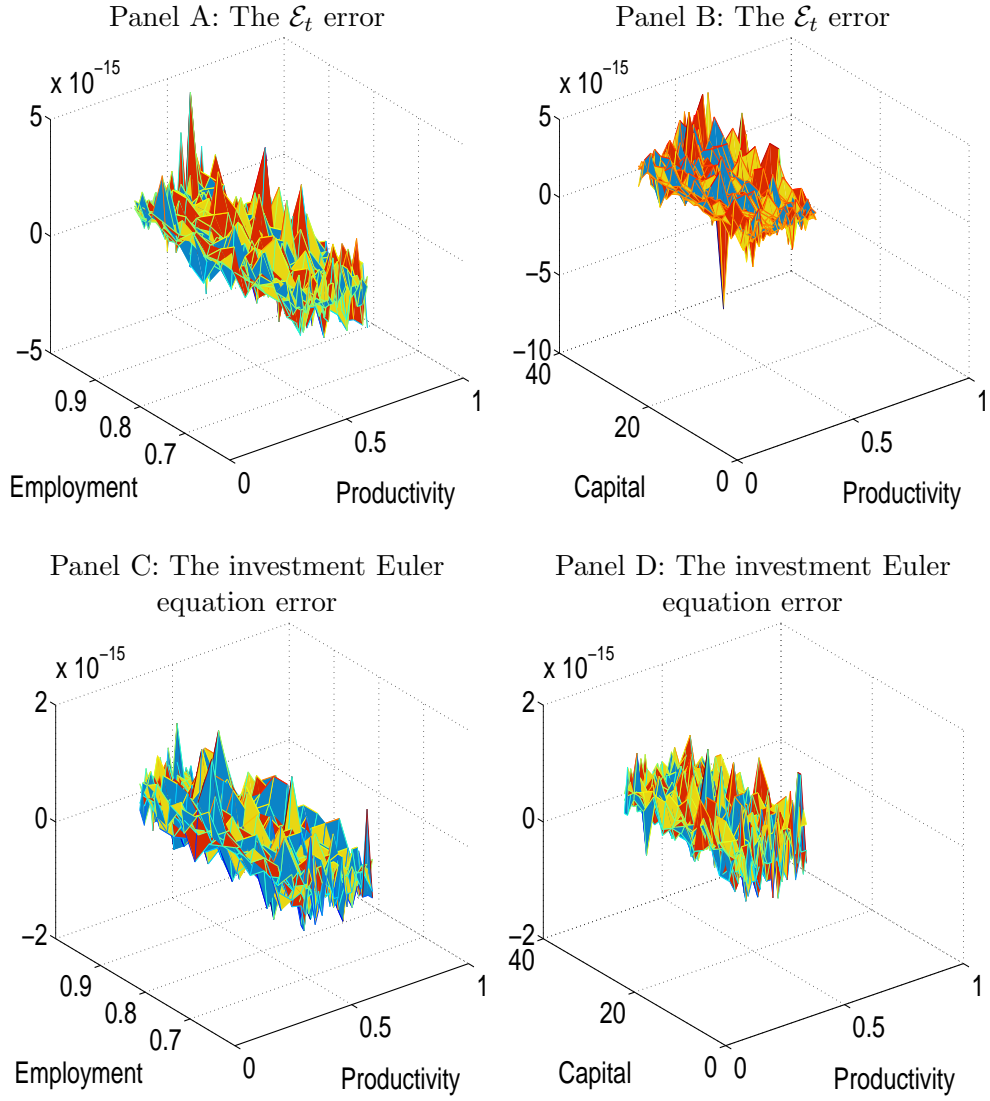 Panel A: The ℰₜ error
x 10⁻¹⁵
5
0
−5
0.9
0.8
0.7
Employment
0
0.5
1
Productivity
Panel B: The ℰₜ error
x 10⁻¹⁵
5
0
−5
−10
40
20
0
Capital
0
0.5
1
Productivity
Panel C: The investment Euler
equation error
x 10⁻¹⁵
2
0
−2
0.9
0.8
0.7
Employment
0
0.5
1
Productivity
Panel D: The investment Euler
equation error
x 10⁻¹⁵
2
0
−2
40
20
0
Capital
0
0.5
1
Productivity